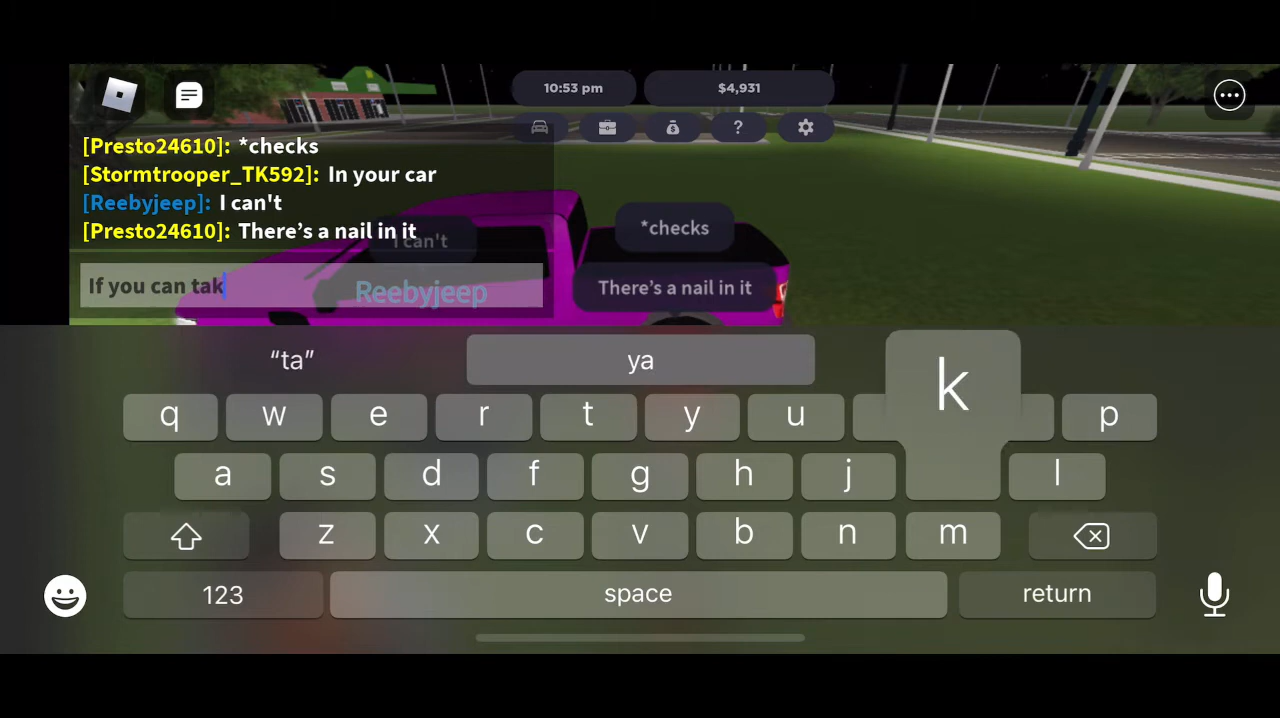 10:53 pm
$4,931
?
[Presto24610]: *checks
[Stormtrooper_TK592]: In your car
[Reebyjeep]: I can't
[Presto24610]: There’s a nail in it
I can't
*checks
There’s a nail in it
If you can tak
Reebyjeep
“ta”
ya
k
q w e r t y u p
a s d f g h j l
z x c v b n m
123 space return